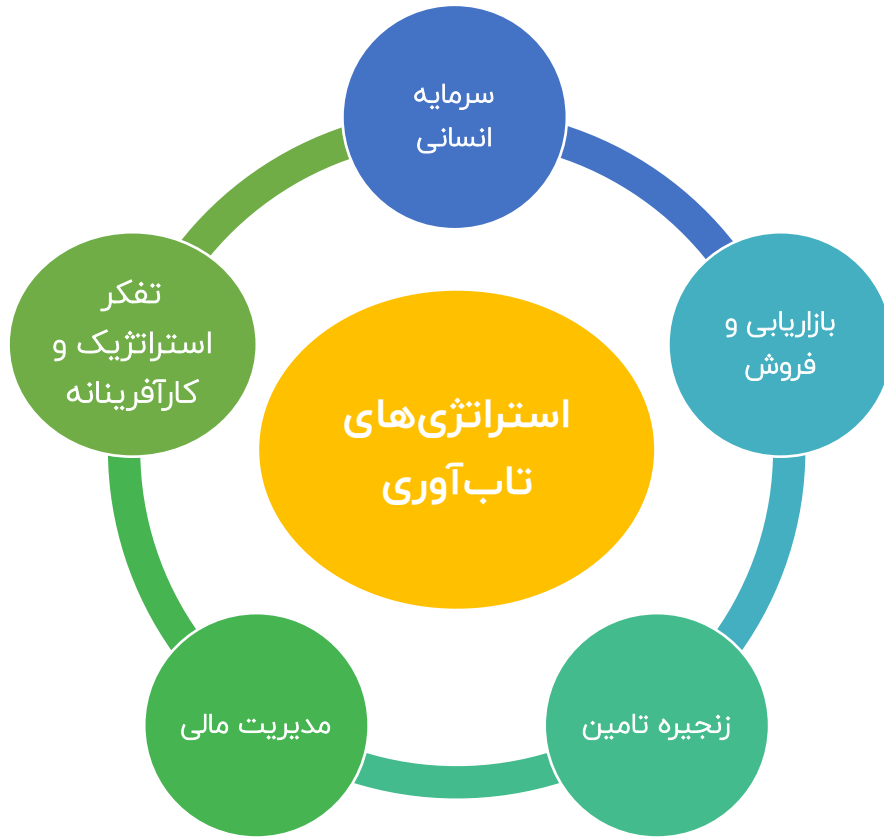 سرمایه
انسانی
بازاریابی و
فروش
تفکر
استراتژیک و
کارآفرینانه
استراتژی‌های
تاب‌آوری
زنجیره تامین
مدیریت مالی